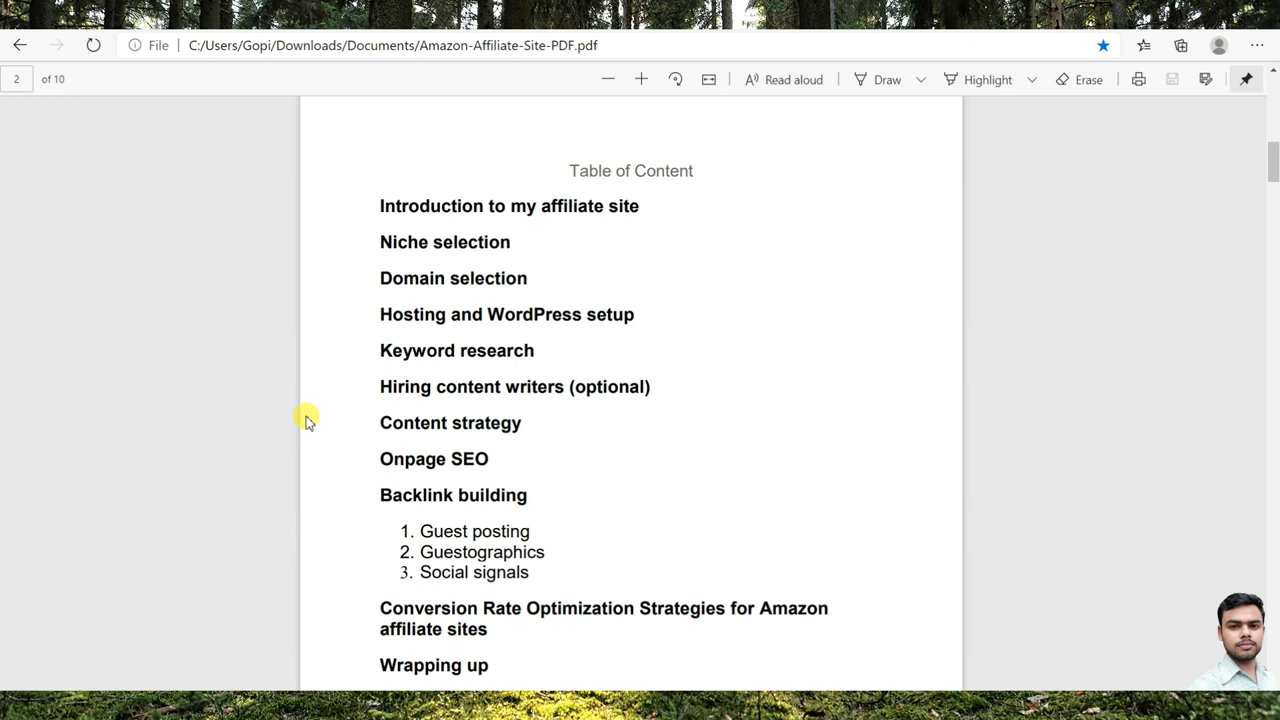 File | C:/Users/Gopi/Downloads/Documents/Amazon-Affiliate-Site-PDF.pdf
2 of 10
Read aloud
Draw
Highlight
Erase
Table of Content
Introduction to my affiliate site
Niche selection
Domain selection
Hosting and WordPress setup
Keyword research
Hiring content writers (optional)
Content strategy
Onpage SEO
Backlink building
1. Guest posting
2. Guestographics
3. Social signals
Conversion Rate Optimization Strategies for Amazon
affiliate sites
Wrapping up